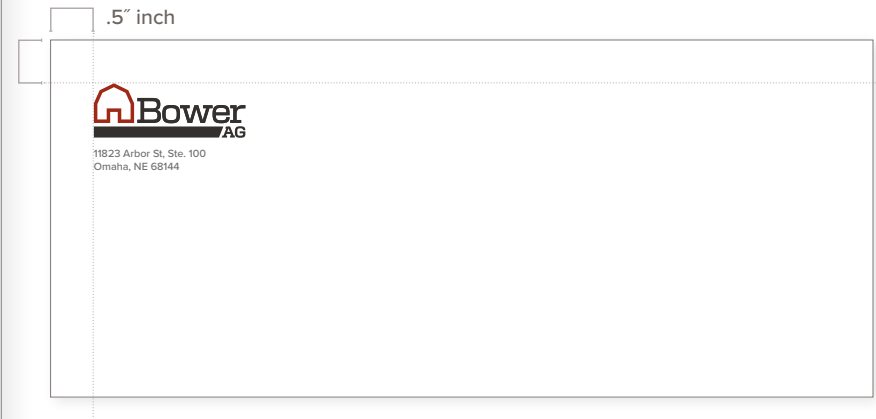 .5˝ inch
Bower
AG
11823 Arbor St, Ste. 100
Omaha, NE 68144